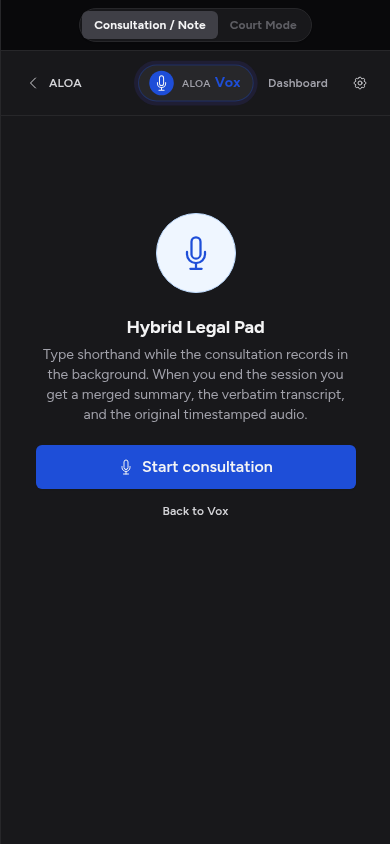 Consultation / Note
Court Mode
ALOA
ALOA Vox
Dashboard
Hybrid Legal Pad
Type shorthand while the consultation records in
the background. When you end the session you
get a merged summary, the verbatim transcript,
and the original timestamped audio.
Start consultation
Back to Vox